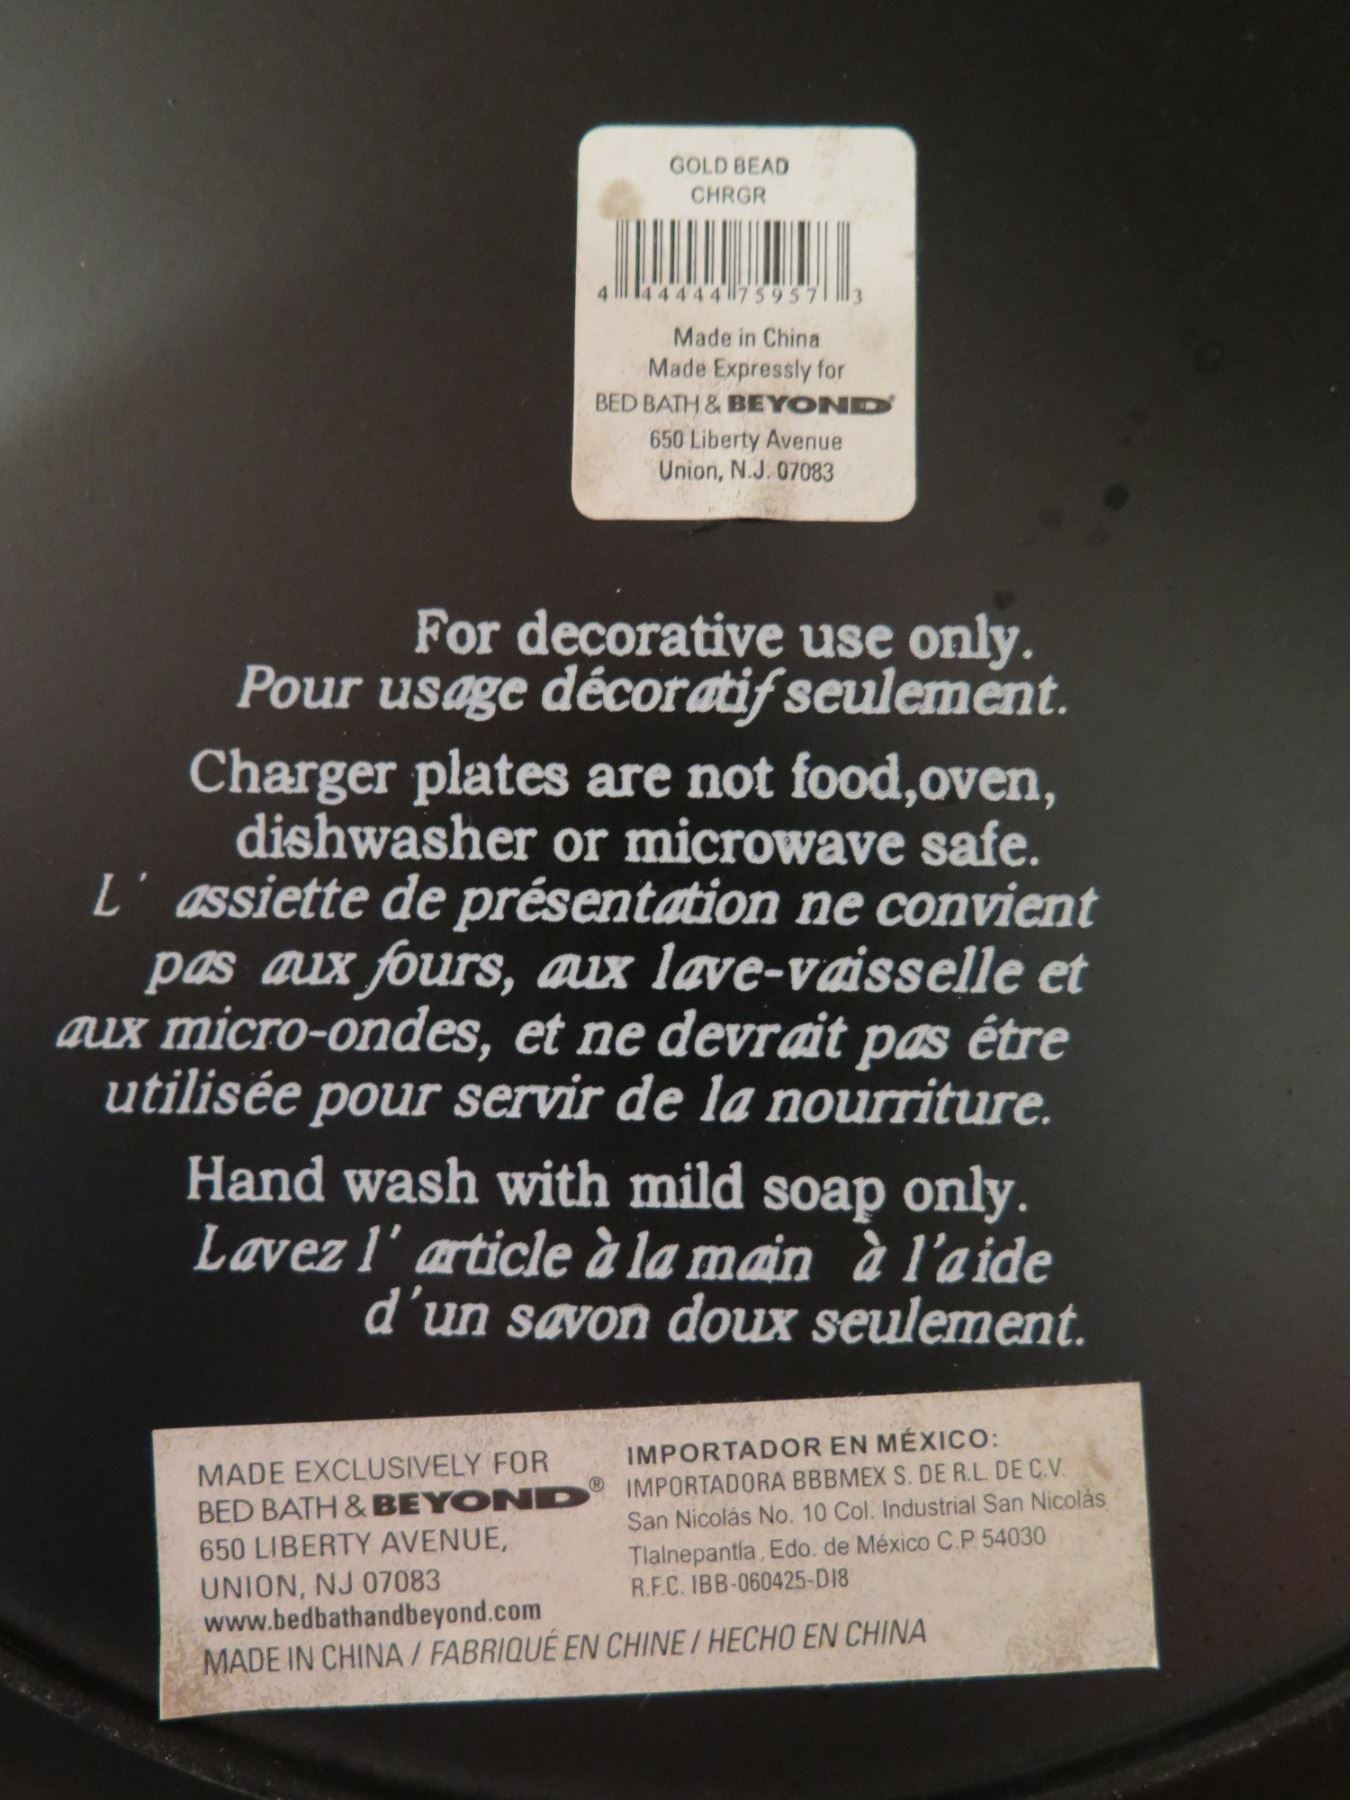 GOLD BEAD
CHRGR
4 44444 75957 3
Made in China
Made Expressly for
BED BATH & BEYOND®
650 Liberty Avenue
Union, N.J. 07083
For decorative use only.
Pour usage décoratif seulement.
Charger plates are not food,oven,
dishwasher or microwave safe.
L' assiette de présentation ne convient
pas aux fours, aux lave-vaisselle et
aux micro-ondes, et ne devrait pas étre
utilisée pour servir de la nourriture.
Hand wash with mild soap only.
Lavez l' article à la main à l'aide
d'un savon doux seulement.
MADE EXCLUSIVELY FOR
BED BATH & BEYOND®
650 LIBERTY AVENUE,
UNION, NJ 07083
www.bedbathandbeyond.com
IMPORTADOR EN MÉXICO:
IMPORTADORA BBBMEX S. DE R.L. DE C.V.
San Nicolás No. 10 Col. Industrial San Nicolás
Tlalnepantla, Edo. de México C.P 54030
R.F.C. IBB-060425-DI8
MADE IN CHINA / FABRIQUÉ EN CHINE / HECHO EN CHINA